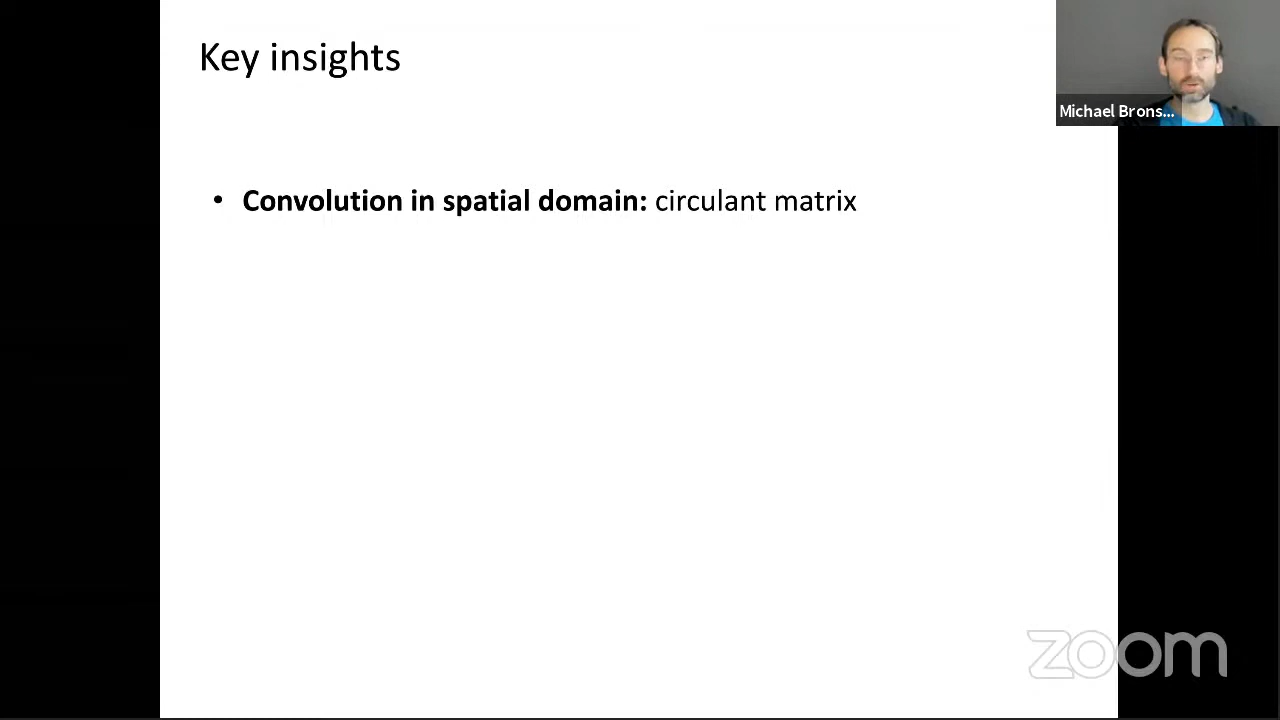 Key insights
Michael Brons...
• Convolution in spatial domain: circulant matrix
zoom